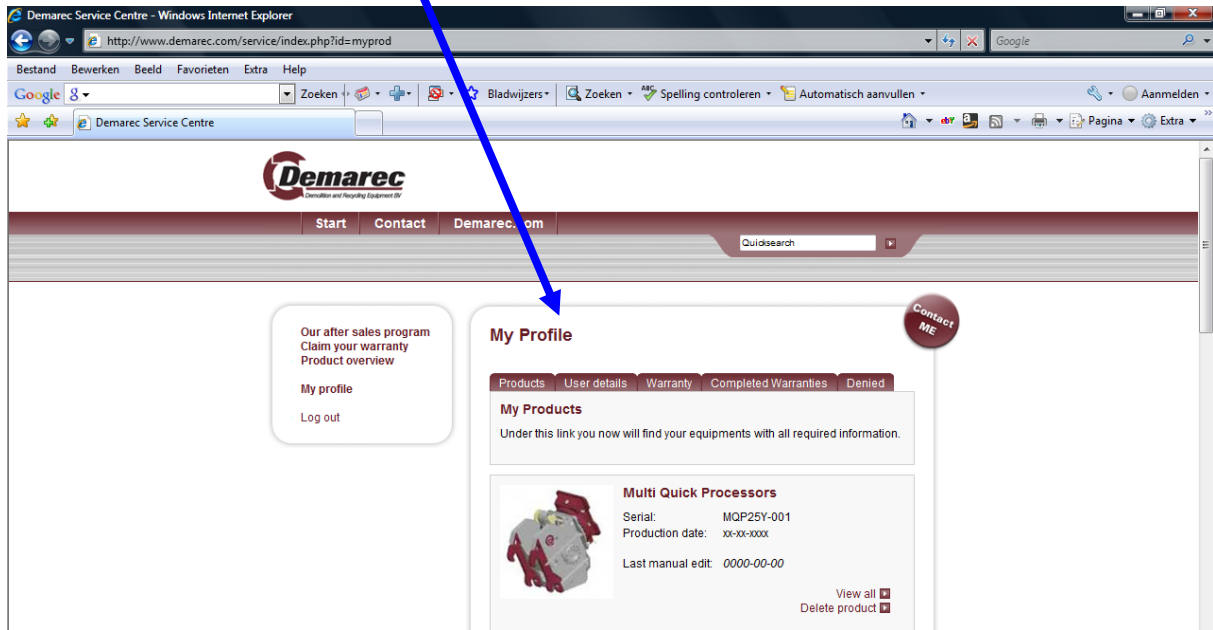 Demarec Service Centre - Windows Internet Explorer
http://www.demarec.com/service/index.php?id=myprod
Google
Bestand Bewerken Beeld Favorieten Extra Help
Google Zoeken Bladwijzers Zoeken Spelling controleren Automatisch aanvullen Aanmelden
Demarec Service Centre
Pagina Extra
Demarec
Demolition and Recycling Equipment BV
Start Contact
Quicksearch
Contact
ME
Our after sales program
Claim your warranty
Product overview
My profile
Log out
My Profile
Products User details Warranty Completed Warranties Denied
My Products
Under this link you now will find your equipments with all required information.
Multi Quick Processors
Serial: MQP25Y-001
Production date: xx-xx-xxxx
Last manual edit: 0000-00-00
View all
Delete product